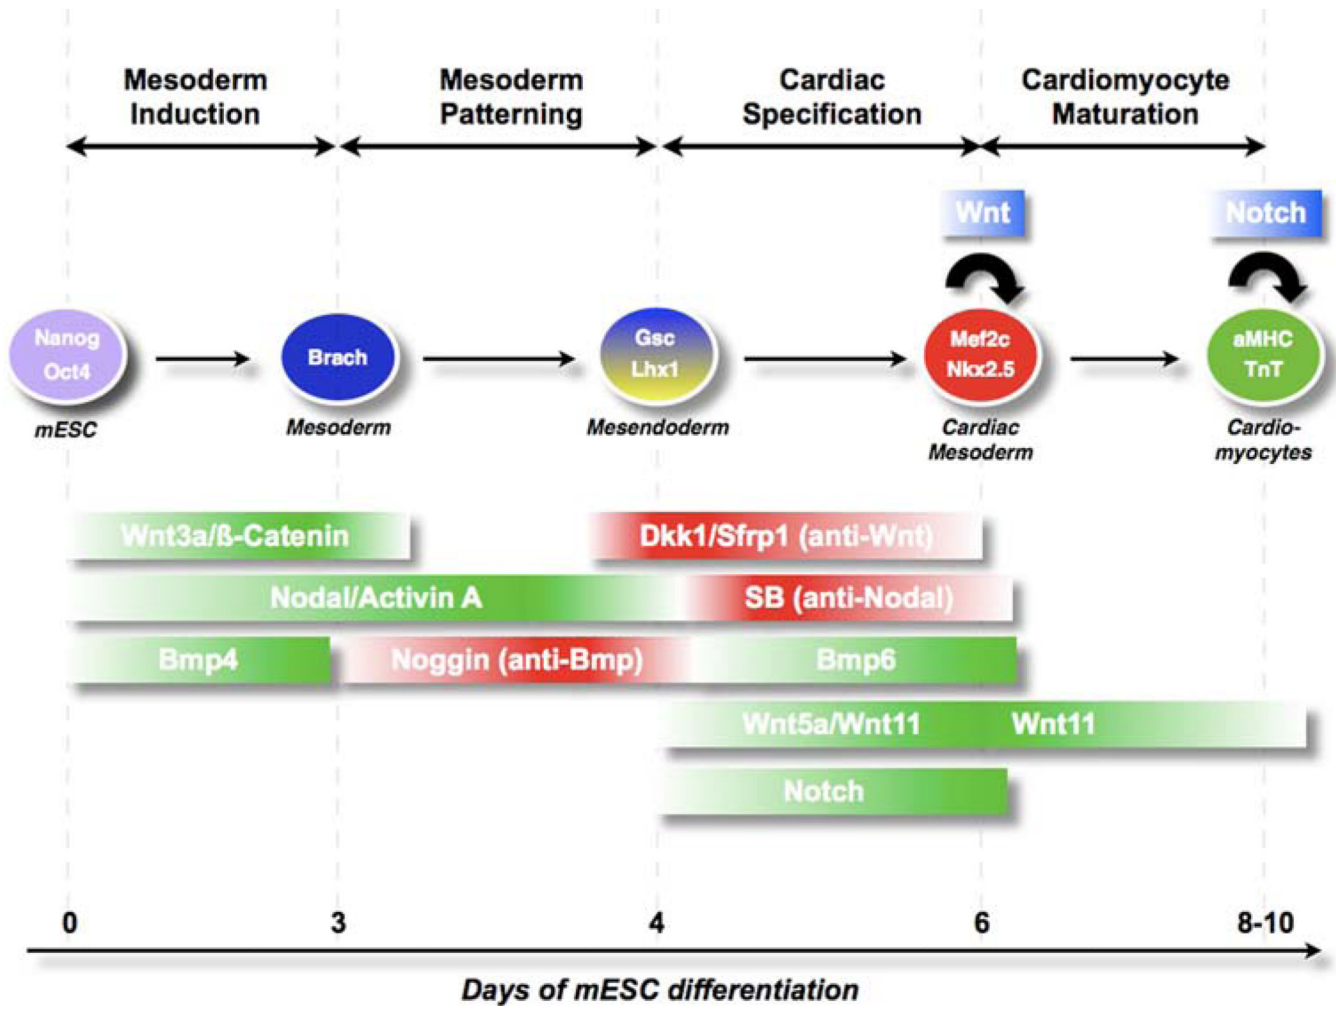 Mesoderm
Induction
Mesoderm
Patterning
Cardiac
Specification
Cardiomyocyte
Maturation
Wnt
Notch
Nanog
Oct4
Brach
Gsc
Lhx1
Mef2c
Nkx2.5
aMHC
TnT
mESC
Mesoderm
Mesendoderm
Cardiac
Mesoderm
Cardio-
myocytes
Wnt3a/ß-Catenin
Dkk1/Sfrp1 (anti-Wnt)
Nodal/Activin A
SB (anti-Nodal)
Bmp4
Noggin (anti-Bmp)
Bmp6
Wnt5a/Wnt11
Wnt11
Notch
0 3 4 6 8-10
Days of mESC differentiation